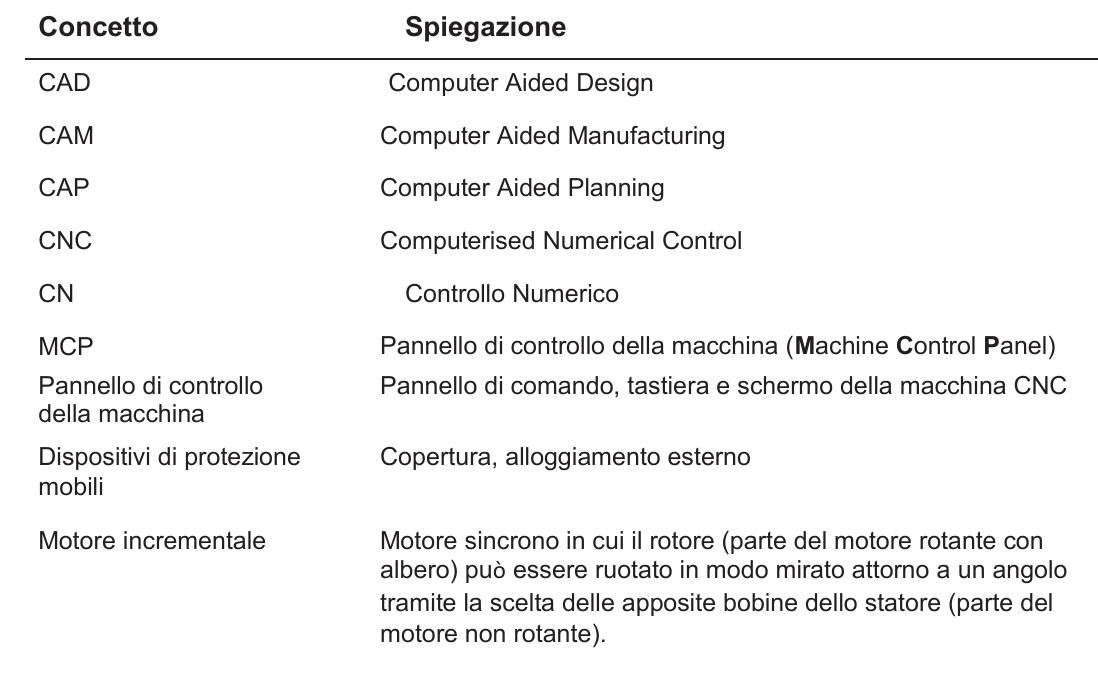 Concetto Spiegazione
CAD Computer Aided Design
CAM Computer Aided Manufacturing
CAP Computer Aided Planning
CNC Computerised Numerical Control
CN Controllo Numerico
MCP Pannello di controllo della macchina (Machine Control Panel)
Pannello di controllo Pannello di comando, tastiera e schermo della macchina CNC
della macchina
Dispositivi di protezione Copertura, alloggiamento esterno
mobili
Motore incrementale Motore sincrono in cui il rotore (parte del motore rotante con
albero) può essere ruotato in modo mirato attorno a un angolo
tramite la scelta delle apposite bobine dello statore (parte del
motore non rotante).